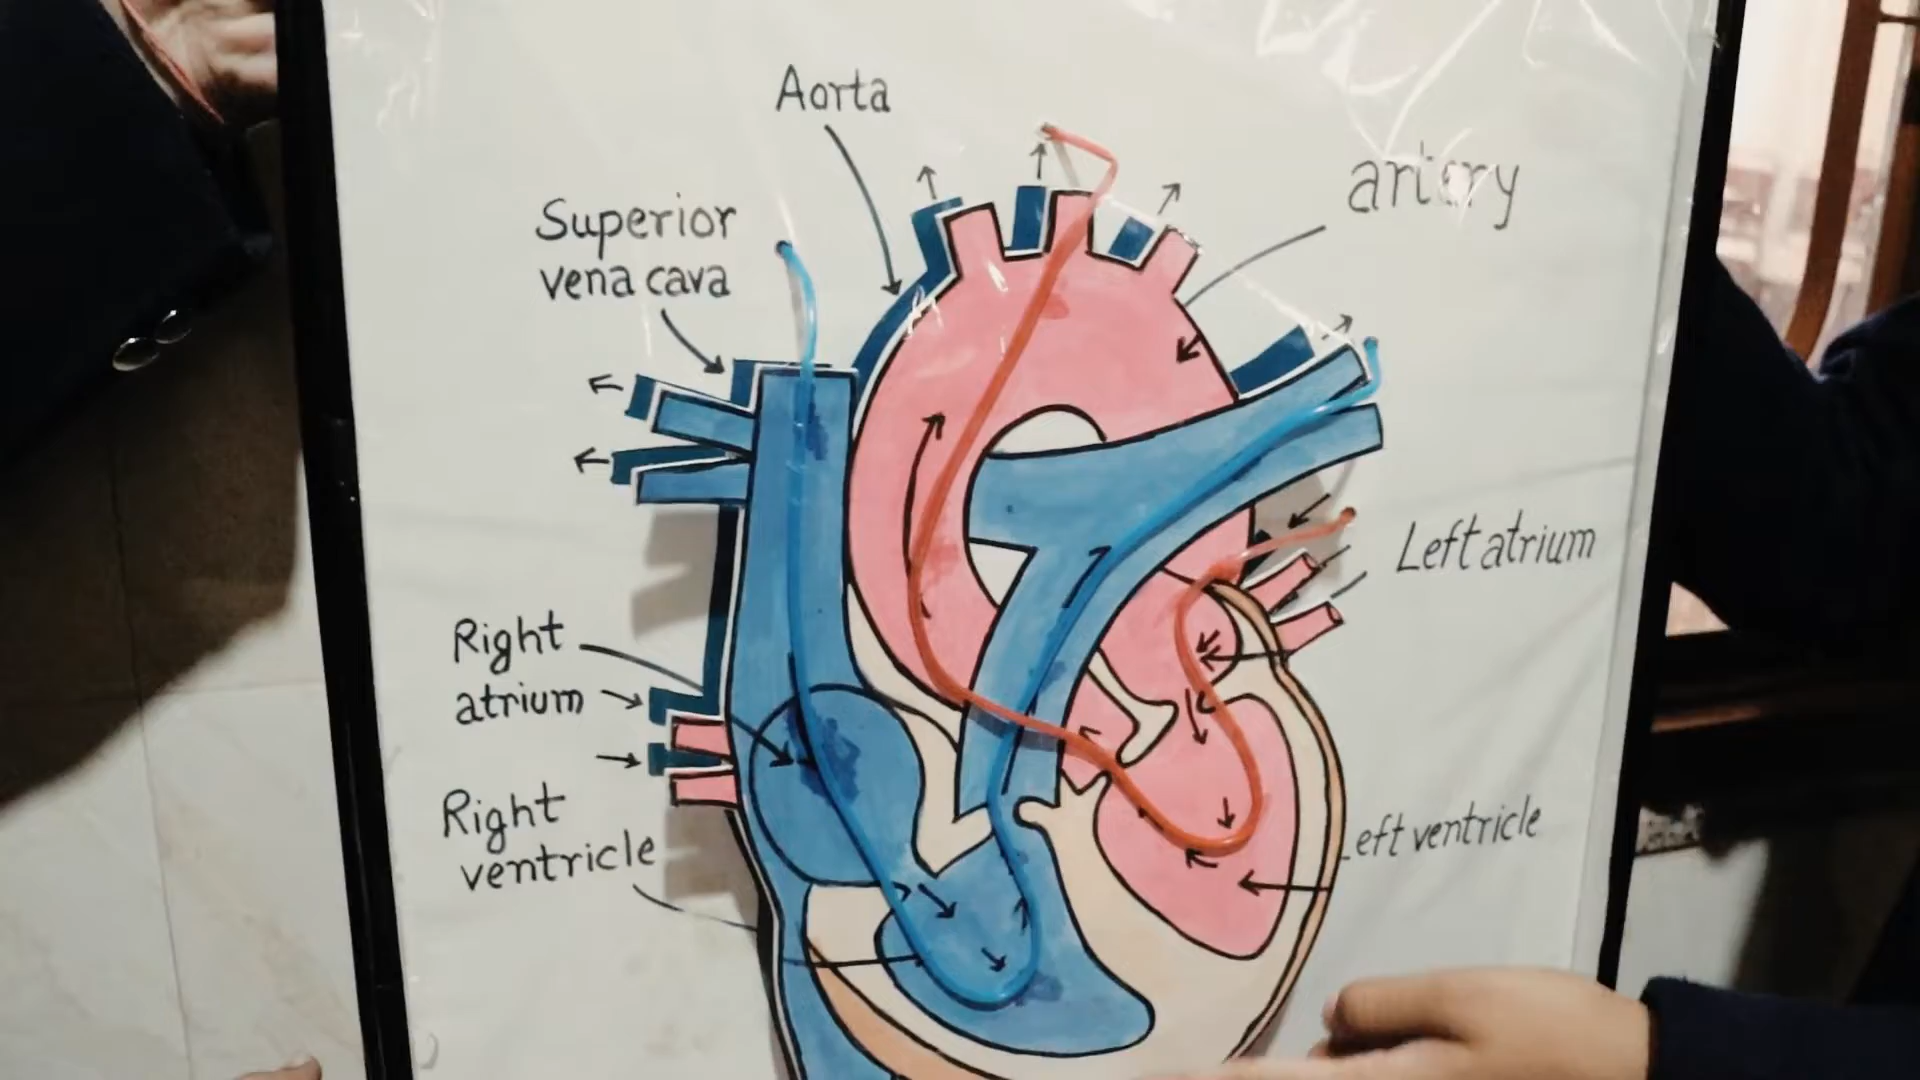 Aorta
artery
Superior
vena cava
Left atrium
Right
atrium
Right
ventricle
Left ventricle